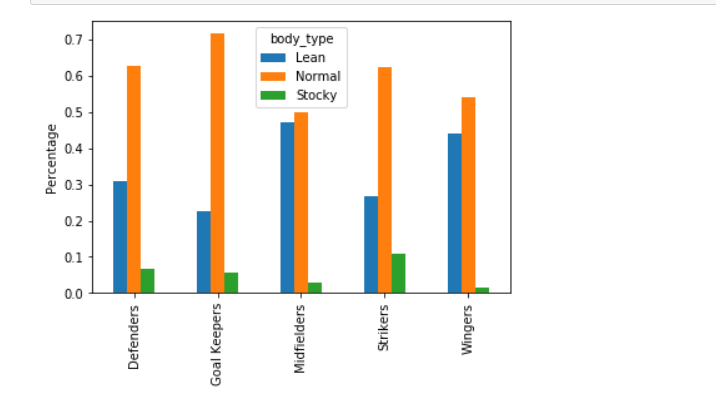 body_type
Lean
Normal
Stocky
Percentage
0.7
0.6
0.5
0.4
0.3
0.2
0.1
0.0
Defenders
Goal Keepers
Midfielders
Strikers
Wingers